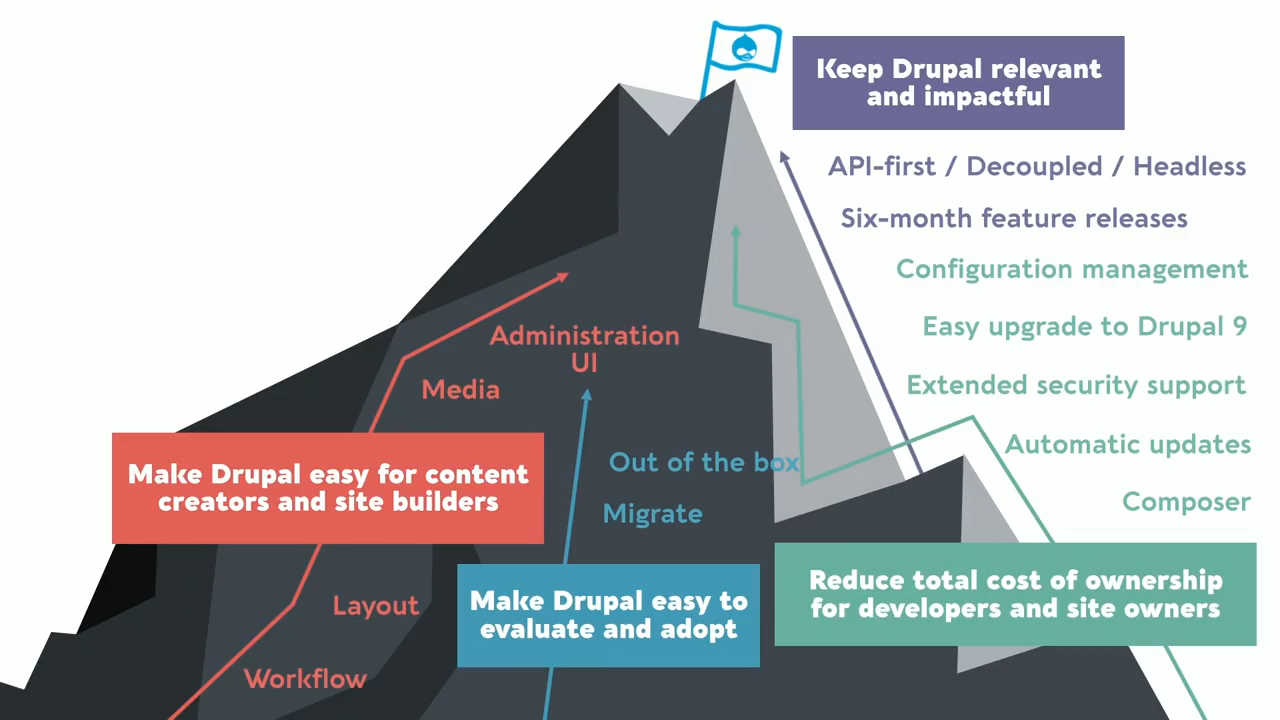 Keep Drupal relevant
and impactful
API-first / Decoupled / Headless
Six-month feature releases
Configuration management
Easy upgrade to Drupal 9
Extended security support
Automatic updates
Composer
Reduce total cost of ownership
for developers and site owners
Administration
UI
Media
Make Drupal easy for content
creators and site builders
Layout
Workflow
Out of the box
Migrate
Make Drupal easy to
evaluate and adopt